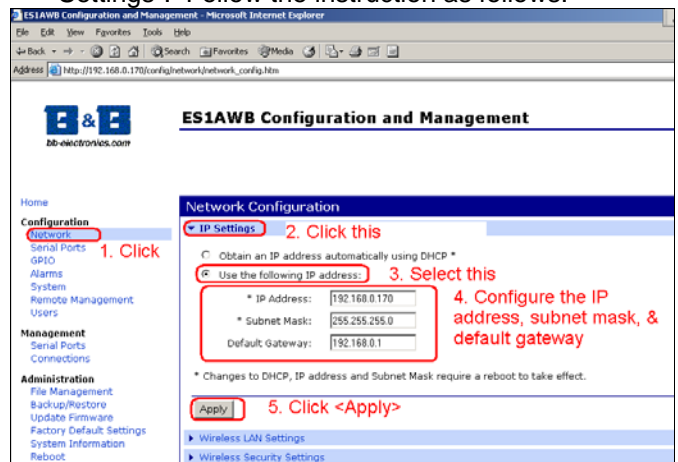 Settings . Follow the instruction as follows:
ES1AWB Configuration and Management - Microsoft Internet Explorer
File Edit View Favorites Tools Help
Back Search Favorites Media
Address http://192.168.0.170/config/network/network_config.htm
B & B
bb-electronics.com
ES1AWB Configuration and Management
Home
Configuration
Network
Serial Ports
GPIO
Alarms
System
Remote Management
Users
Management
Serial Ports
Connections
Administration
File Management
Backup/Restore
Update Firmware
Factory Default Settings
System Information
Reboot
1. Click
Network Configuration
IP Settings 2. Click this
Obtain an IP address automatically using DHCP *
Use the following IP address: 3. Select this
* IP Address: 192.168.0.170
* Subnet Mask: 255.255.255.0
Default Gateway: 192.168.0.1
4. Configure the IP
address, subnet mask, &
default gateway
* Changes to DHCP, IP address and Subnet Mask require a reboot to take effect.
Apply 5. Click <Apply>
Wireless LAN Settings
Wireless Security Settings